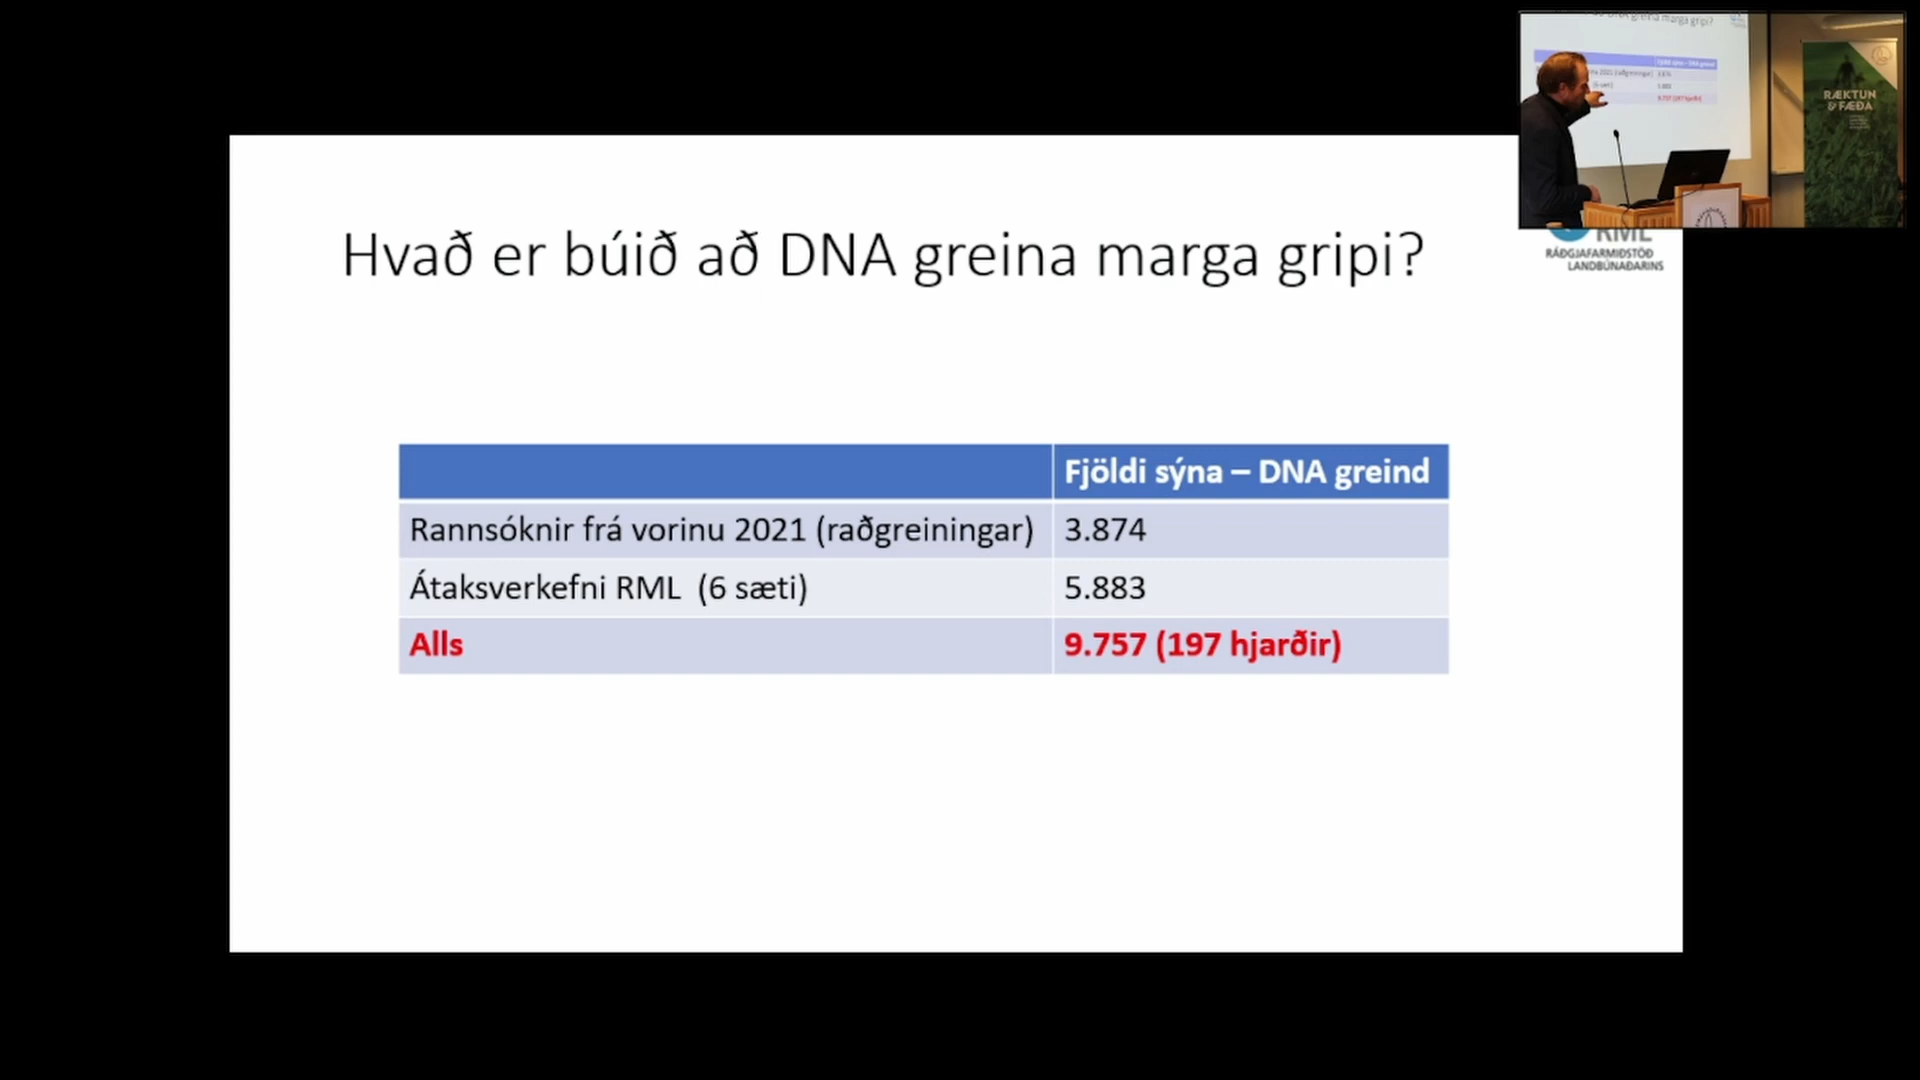 Hvað er búið að DNA greina marga gripi?
RML
RÁÐGJAFARMIÐSTÖÐ
LANDBÚNAÐARINS
Fjöldi sýna – DNA greind
Rannsóknir frá vorinu 2021 (raðgreiningar) 3.874
Átaksverkefni RML (6 sæti) 5.883
Alls 9.757 (197 hjarðir)
RÆKTUN
& FÆÐA